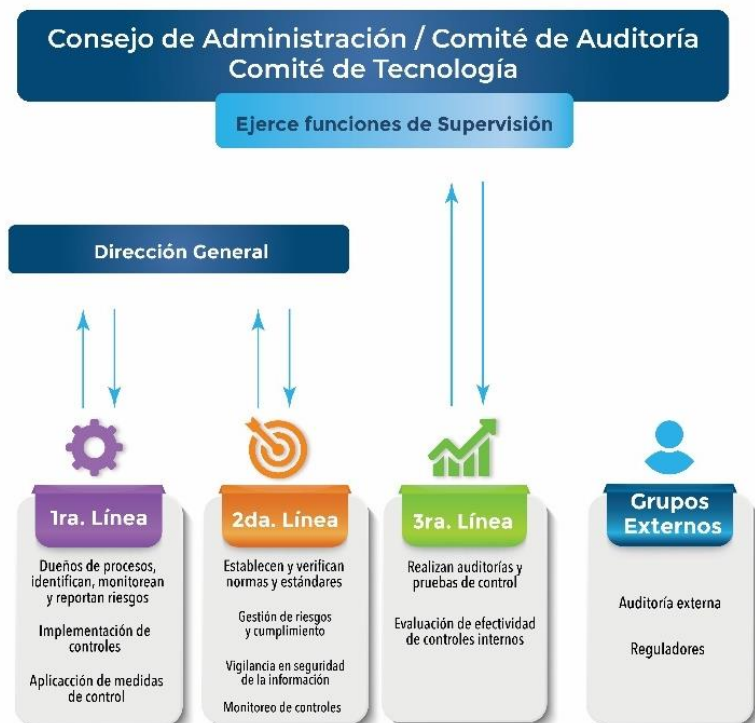 Consejo de Administración / Comité de Auditoría
Comité de Tecnología
Ejerce funciones de Supervisión
Dirección General
1ra. Línea
Dueños de procesos,
identifican, monitorean
y reportan riesgos
Implementación de
controles
Aplicacción de medidas
de control
2da. Línea
Establecen y verifican
normas y estándares
Gestión de riesgos
y cumplimiento
Vigilancia en seguridad
de la información
Monitoreo de controles
3ra. Línea
Realizan auditorías y
pruebas de control
Evaluación de efectividad
de controles internos
Grupos
Externos
Auditoría externa
Reguladores